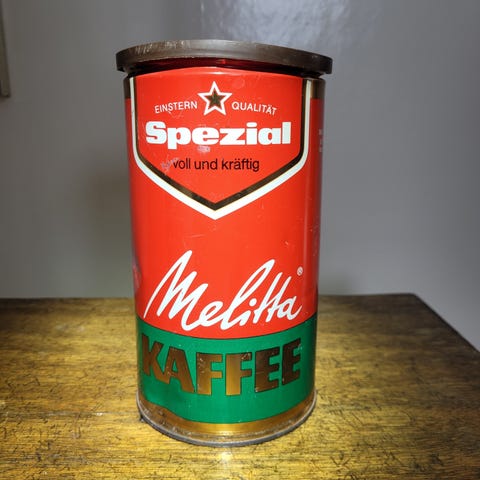 EINSTERN QUALITÄT
Spezial
voll und kräftig
Melitta®
KAFFEE